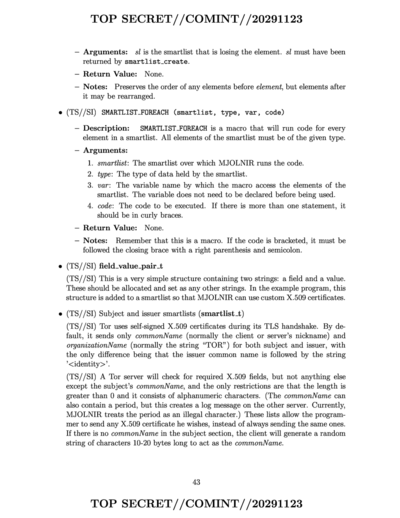 TOP SECRET//COMINT//20291123
– Arguments: sl is the smartlist that is losing the element. sl must have been
returned by smartlist_create.
– Return Value: None.
– Notes: Preserves the order of any elements before element, but elements after
it may be rearranged.
• (TS//SI) SMARTLIST_FOREACH (smartlist, type, var, code)
– Description: SMARTLIST_FOREACH is a macro that will run code for every
element in a smartlist. All elements of the smartlist must be of the given type.
– Arguments:
1. smartlist: The smartlist over which MJOLNIR runs the code.
2. type: The type of data held by the smartlist.
3. var: The variable name by which the macro access the elements of the
smartlist. The variable does not need to be declared before being used.
4. code: The code to be executed. If there is more than one statement, it
should be in curly braces.
– Return Value: None.
– Notes: Remember that this is a macro. If the code is bracketed, it must be
followed the closing brace with a right parenthesis and semicolon.
• (TS//SI) field_value_pair_t
(TS//SI) This is a very simple structure containing two strings: a field and a value.
These should be allocated and set as any other strings. In the example program, this
structure is added to a smartlist so that MJOLNIR can use custom X.509 certificates.
• (TS//SI) Subject and issuer smartlists (smartlist_t)
(TS//SI) Tor uses self-signed X.509 certificates during its TLS handshake. By de-
fault, it sends only commonName (normally the client or server's nickname) and
organizationName (normally the string “TOR”) for both subject and issuer, with
the only difference being that the issuer common name is followed by the string
'<identity>'.
(TS//SI) A Tor server will check for required X.509 fields, but not anything else
except the subject's commonName, and the only restrictions are that the length is
greater than 0 and it consists of alphanumeric characters. (The commonName can
also contain a period, but this creates a log message on the other server. Currently,
MJOLNIR treats the period as an illegal character.) These lists allow the program-
mer to send any X.509 certificate he wishes, instead of always sending the same ones.
If there is no commonName in the subject section, the client will generate a random
string of characters 10-20 bytes long to act as the commonName.
43
TOP SECRET//COMINT//20291123